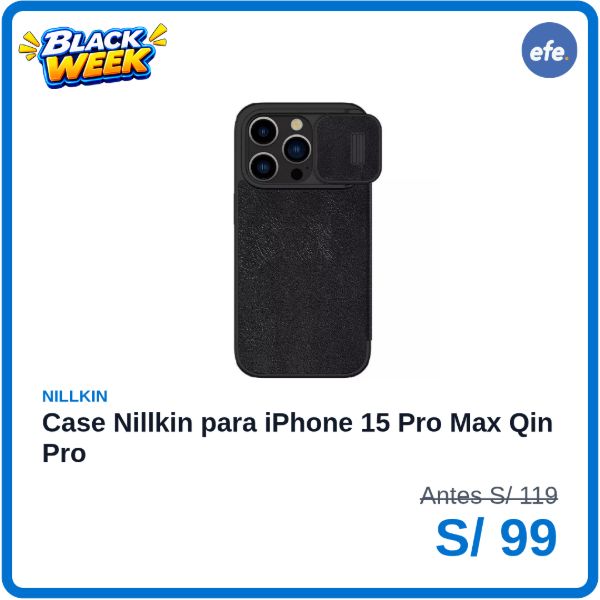 BLACK
WEEK
efe.
NILLKIN
Case Nillkin para iPhone 15 Pro Max Qin
Pro
Antes S/ 119
S/ 99